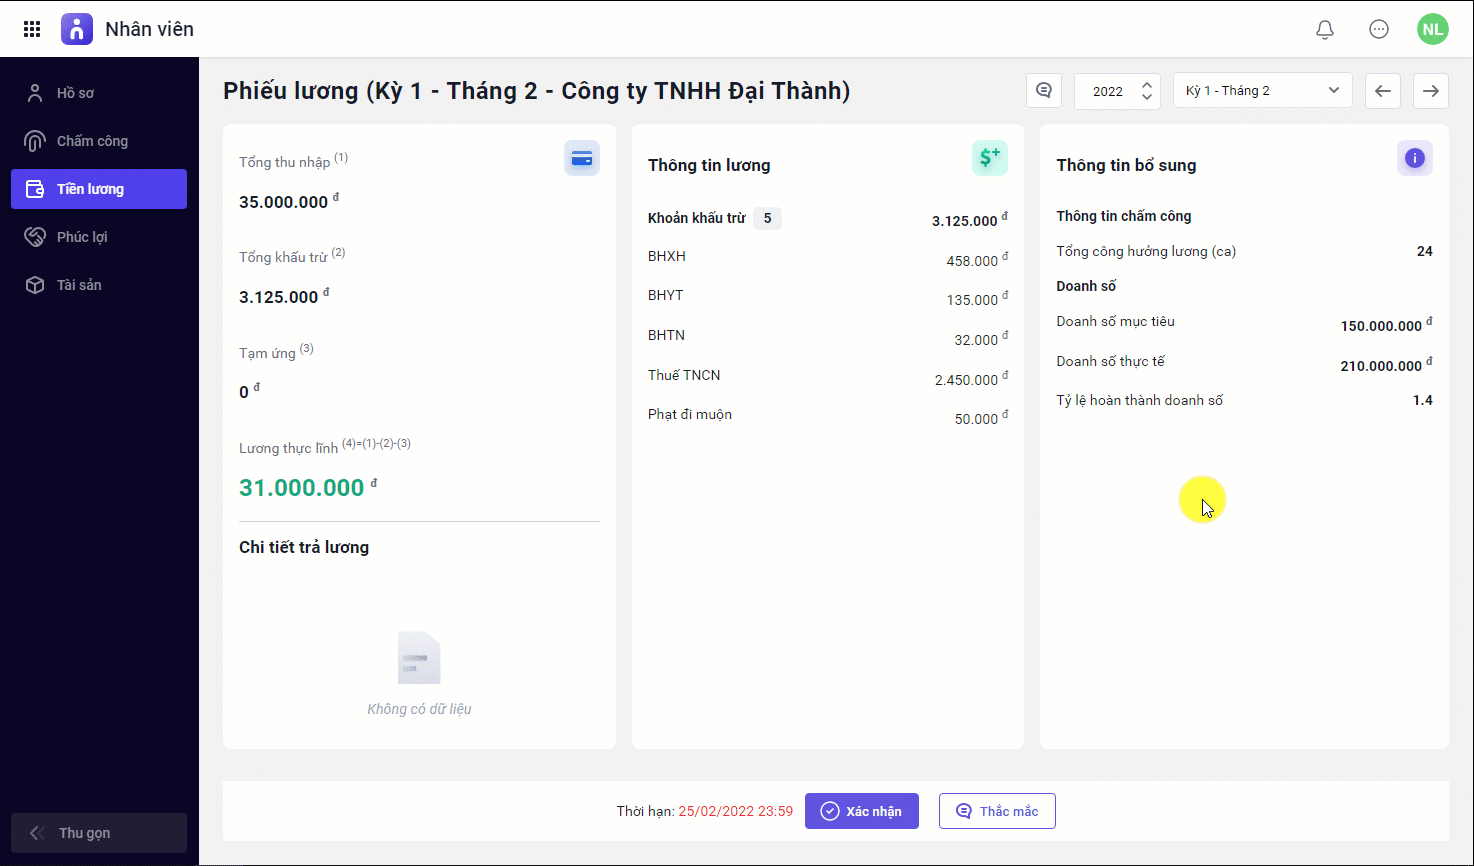 Nhân viên
NL
Hồ sơ
Chấm công
Tiền lương
Phúc lợi
Tài sản
Thu gọn
Phiếu lương (Kỳ 1 - Tháng 2 - Công ty TNHH Đại Thành)
2022
Kỳ 1 - Tháng 2
Tổng thu nhập (1)
35.000.000 đ
Tổng khấu trừ (2)
3.125.000 đ
Tạm ứng (3)
0 đ
Lương thực lĩnh (4)=(1)-(2)-(3)
31.000.000 đ
Chi tiết trả lương
Không có dữ liệu
Thông tin lương
Khoản khấu trừ 5 3.125.000 đ
BHXH 458.000 đ
BHYT 135.000 đ
BHTN 32.000 đ
Thuế TNCN 2.450.000 đ
Phạt đi muộn 50.000 đ
Thông tin bổ sung
Thông tin chấm công
Tổng công hưởng lương (ca) 24
Doanh số
Doanh số mục tiêu 150.000.000 đ
Doanh số thực tế 210.000.000 đ
Tỷ lệ hoàn thành doanh số 1.4
Thời hạn: 25/02/2022 23:59
Xác nhận
Thắc mắc